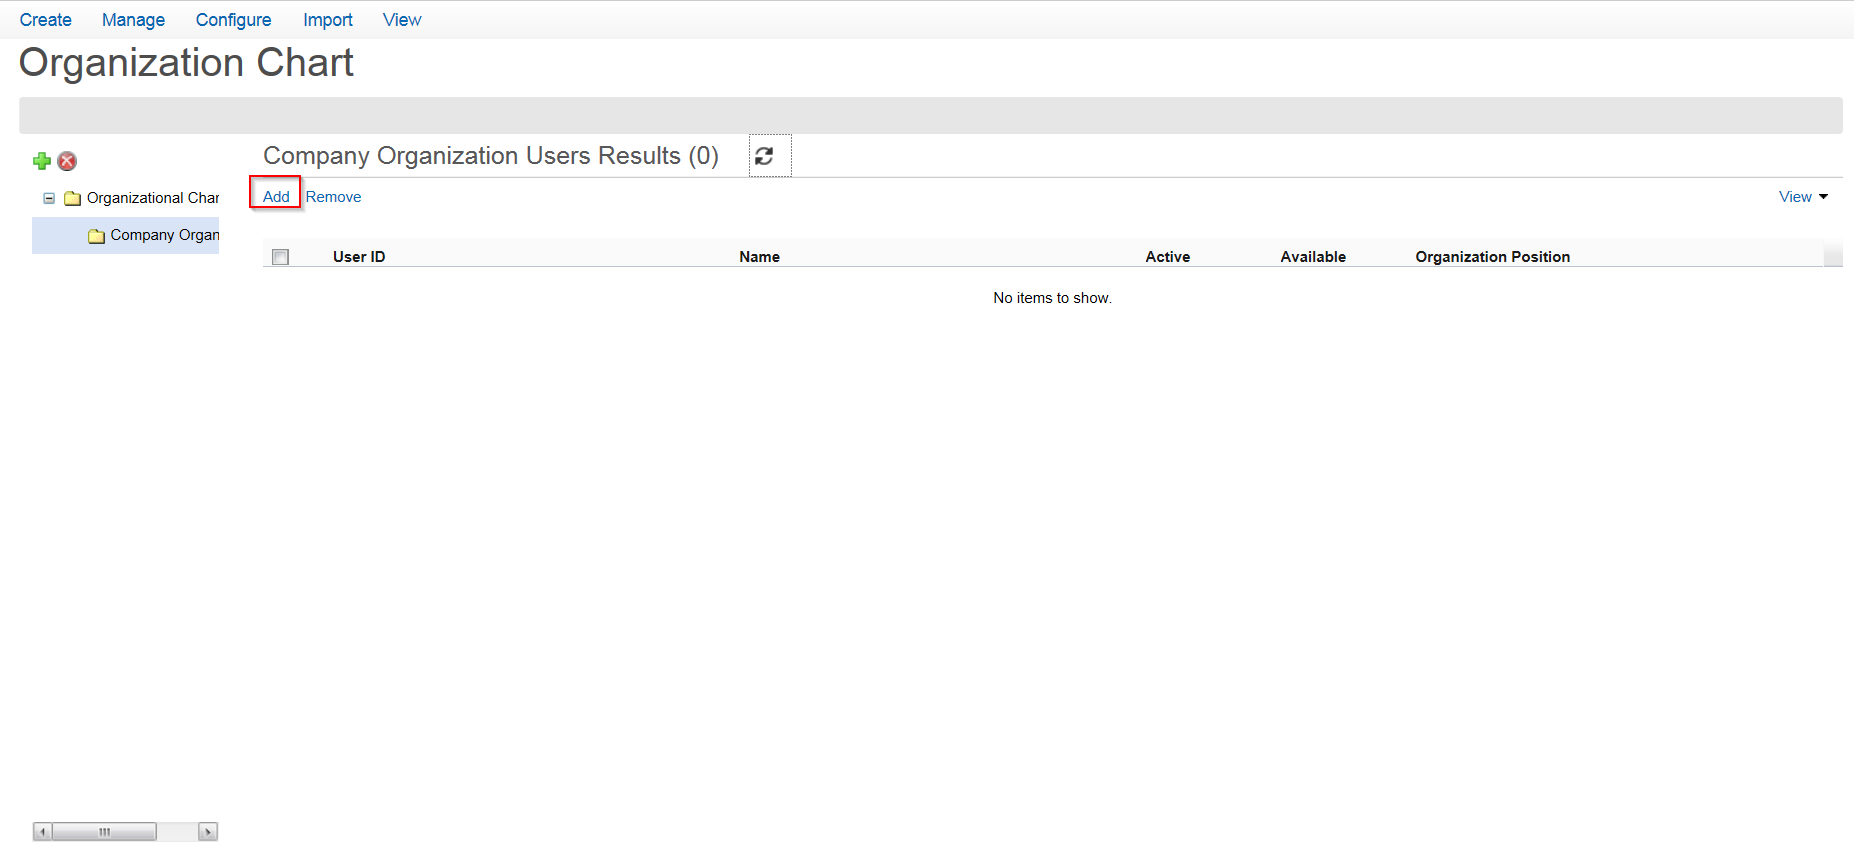 Create Manage Configure Import View
Organization Chart
Company Organization Users Results (0)
Add Remove View
Organizational Char
Company Organ
User ID Name Active Available Organization Position
No items to show.